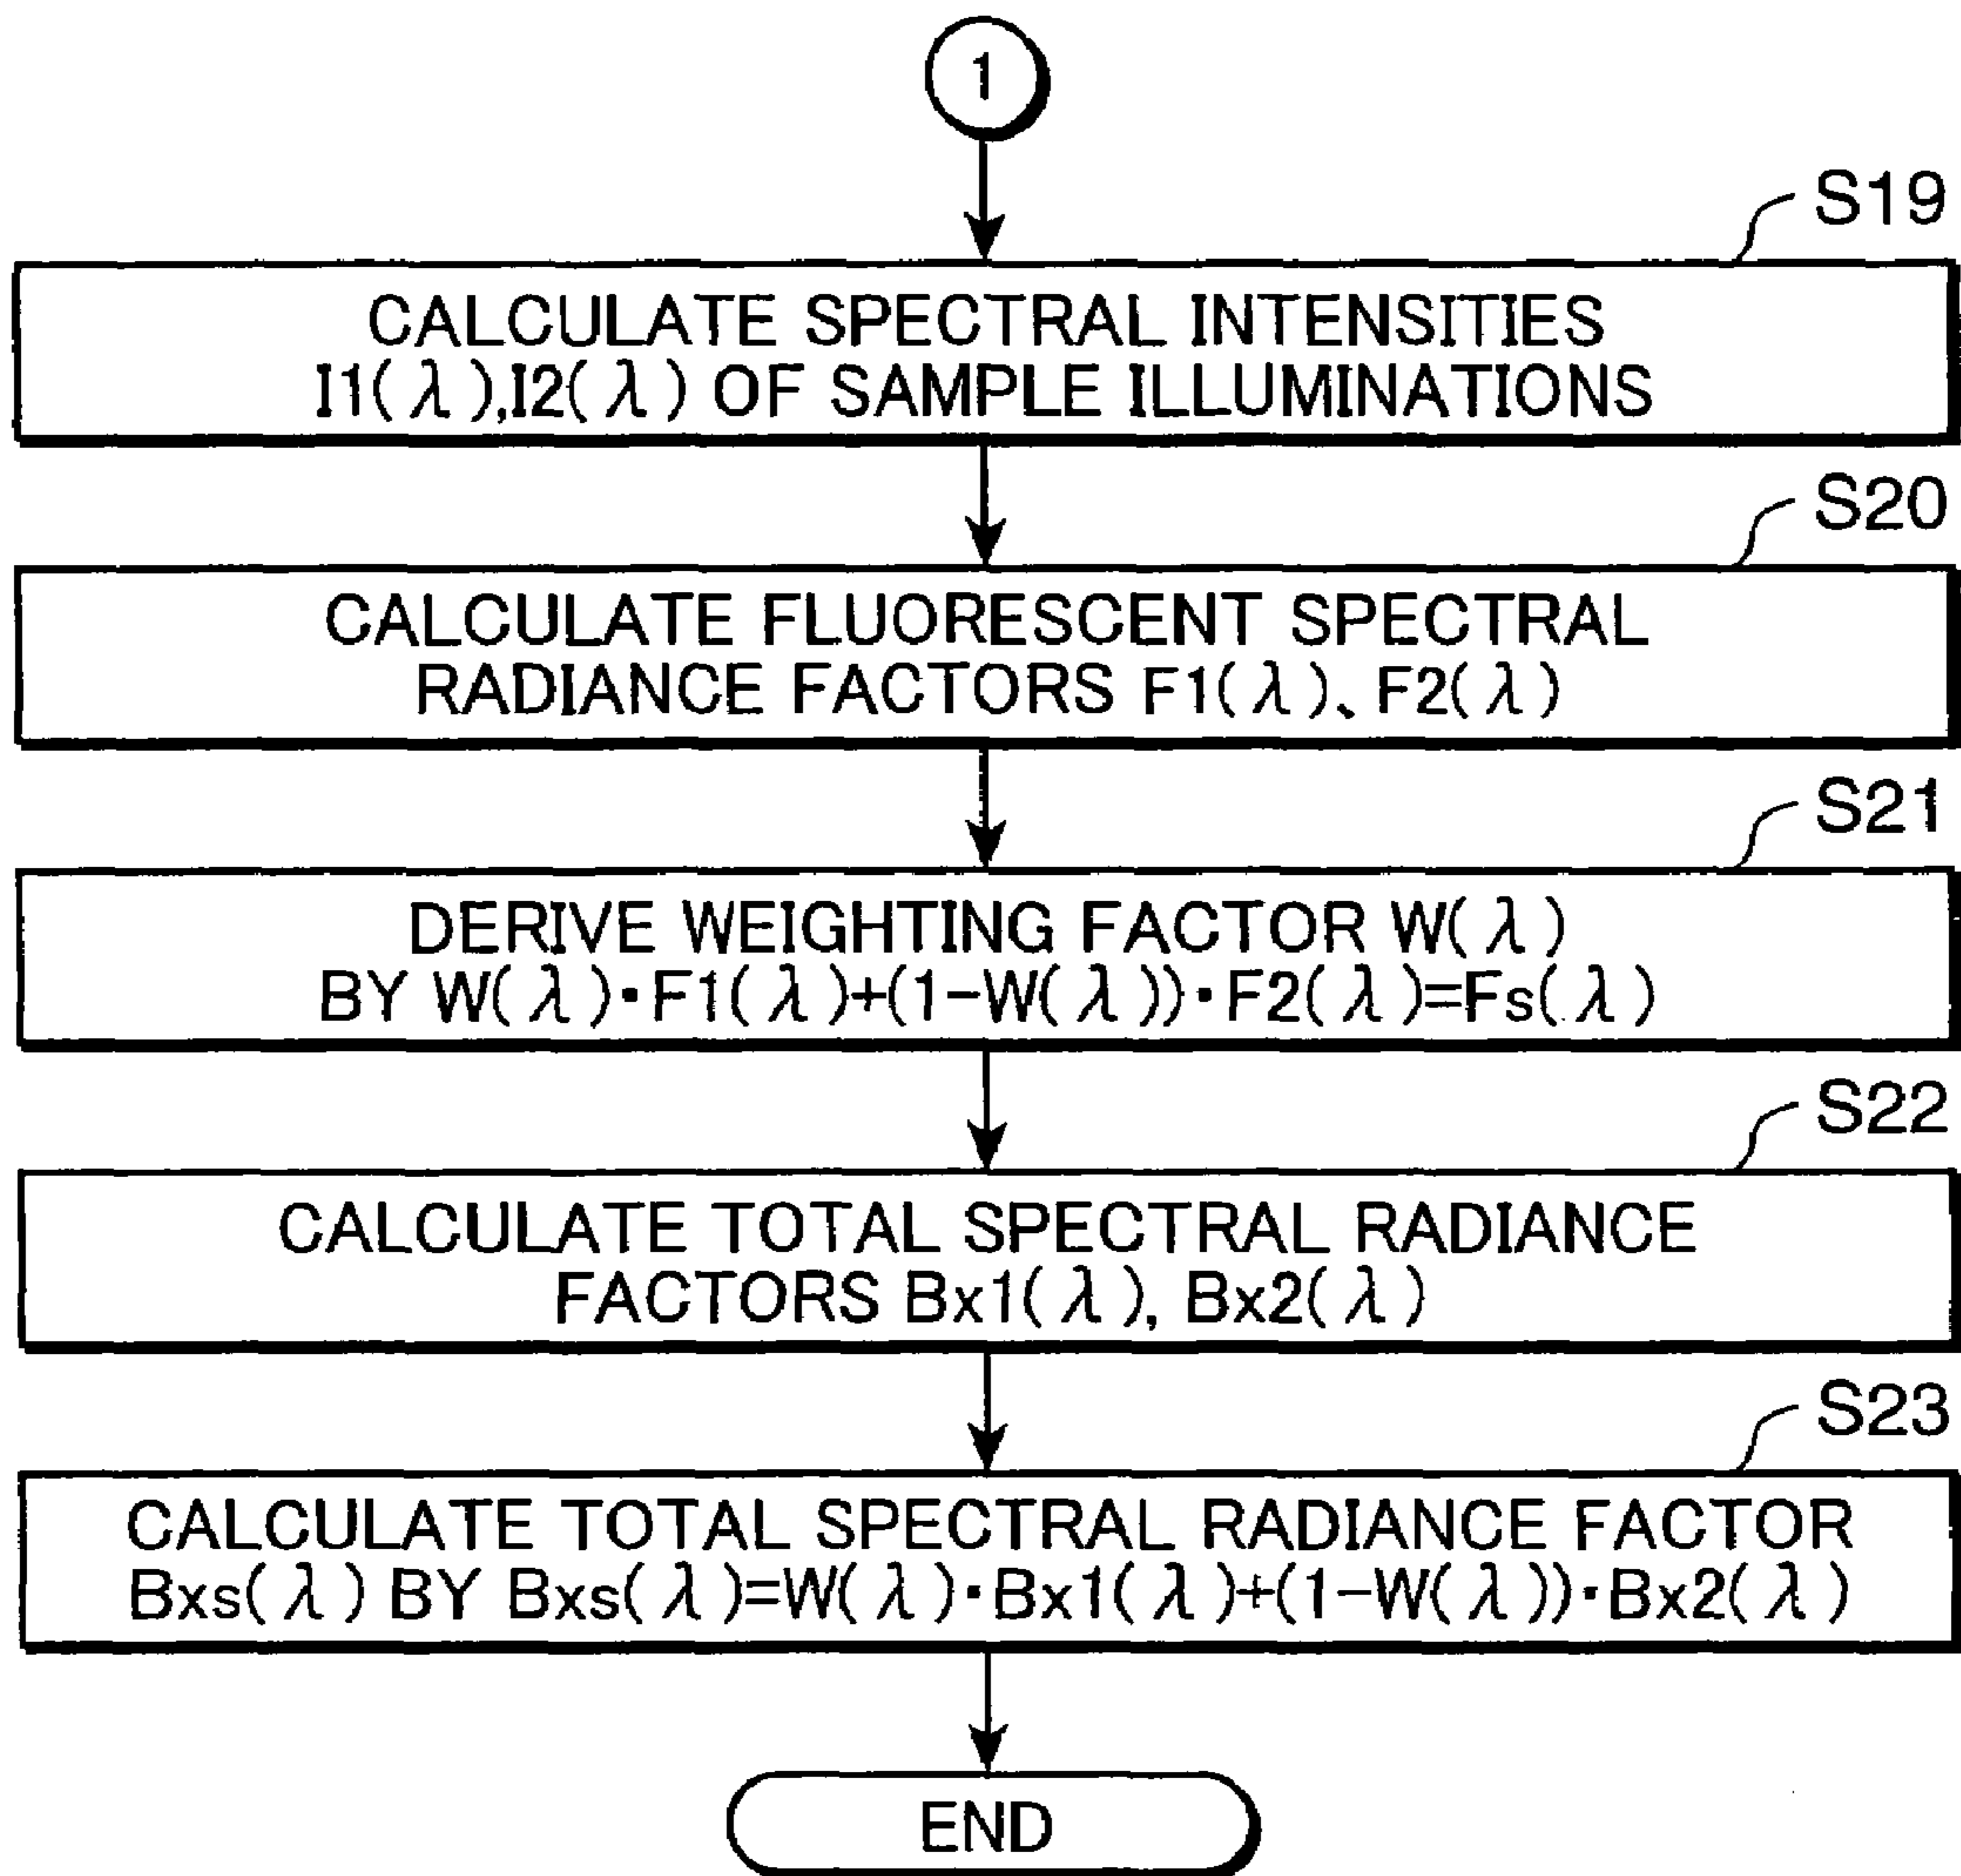 1
S19
CALCULATE SPECTRAL INTENSITIES
I1(λ),I2(λ) OF SAMPLE ILLUMINATIONS
S20
CALCULATE FLUORESCENT SPECTRAL
RADIANCE FACTORS F1(λ)、F2(λ)
S21
DERIVE WEIGHTING FACTOR W(λ)
BY W(λ)・F1(λ)+(1-W(λ))・F2(λ)=Fs(λ)
S22
CALCULATE TOTAL SPECTRAL RADIANCE
FACTORS Bx1(λ), Bx2(λ)
S23
CALCULATE TOTAL SPECTRAL RADIANCE FACTOR
Bxs(λ) BY Bxs(λ)=W(λ)・Bx1(λ)+(1-W(λ))・Bx2(λ)
END